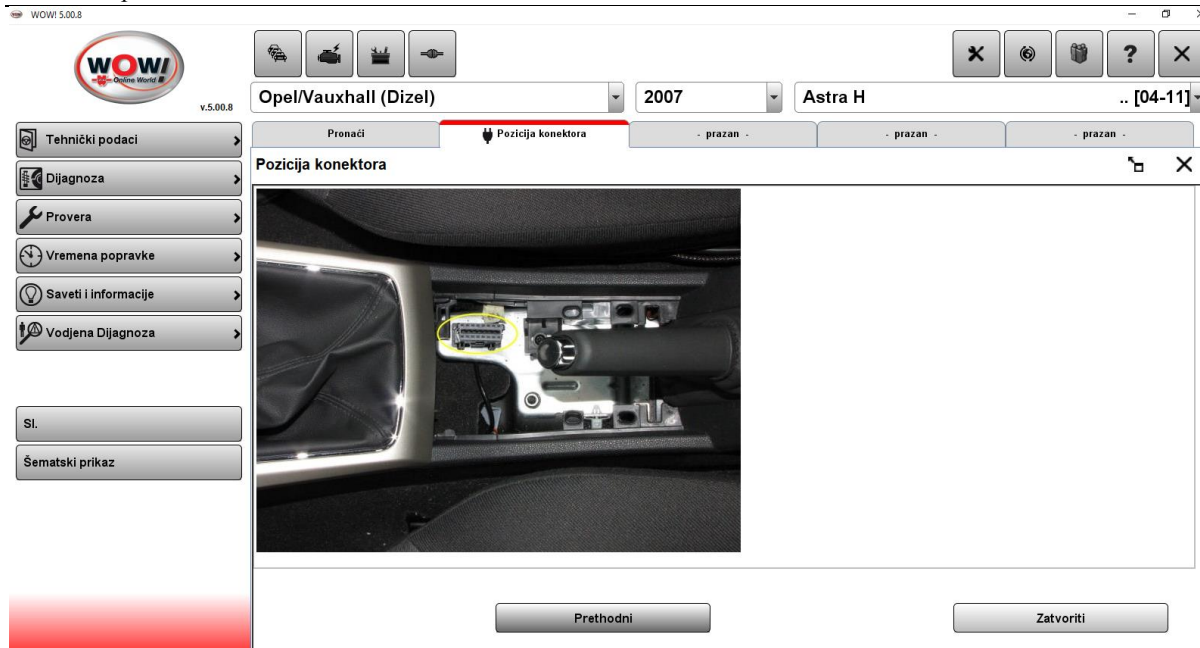 WOW! 5.00.8
WOW!
Online World
v.5.00.8
Opel/Vauxhall (Dizel)
2007
Astra H
.. [04-11]
Tehnički podaci
Dijagnoza
Provera
Vremena popravke
Saveti i informacije
Vodjena Dijagnoza
Sl.
Šematski prikaz
Pronaći
Pozicija konektora
- prazan -
- prazan -
- prazan -
Pozicija konektora
Prethodni
Zatvoriti